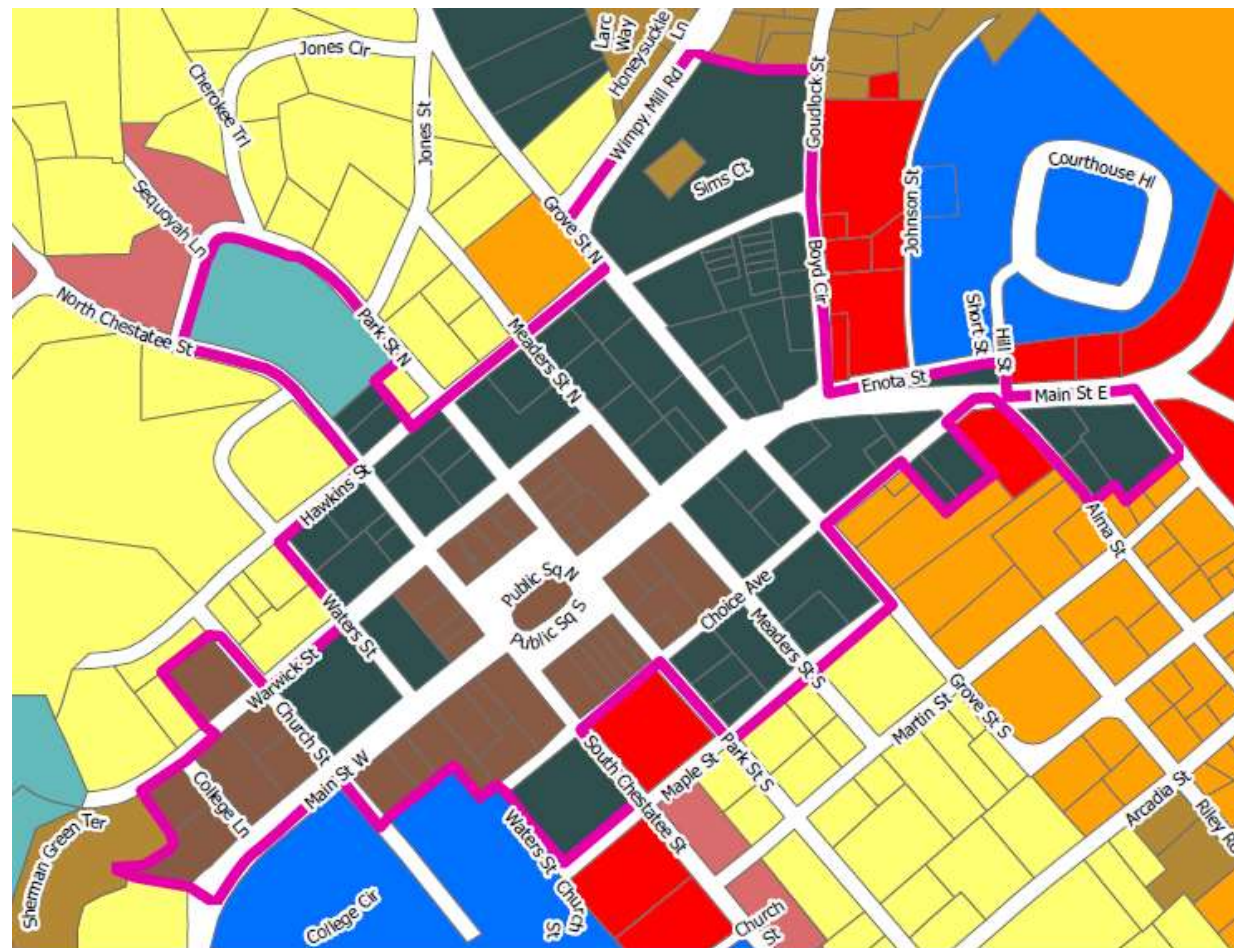 Jones Cir
Larc
Way
Honeysuckle
Ln
Cherokee Trl
Jones St
Wimpy Mill Rd
Goudlock St
Courthouse Hl
Sims Ct
Sequoyah Ln
Grove St N
Johnson St
Boyd Cir
North Chestatee St
Park St N
Meaders St N
Short St
Hill St
Enota St
Main St E
Hawkins St
Alma St
Public Sq N
Public Sq S
Choice Ave
Waters St
Meaders St S
Warwick St
Church St
Grove St S
Martin St
Park St S
South Chestatee St
Maple St
Main St W
College Ln
Arcadia St
Riley Rd
Sherman Green Ter
Waters St
Church
St
College Cir
Church
St